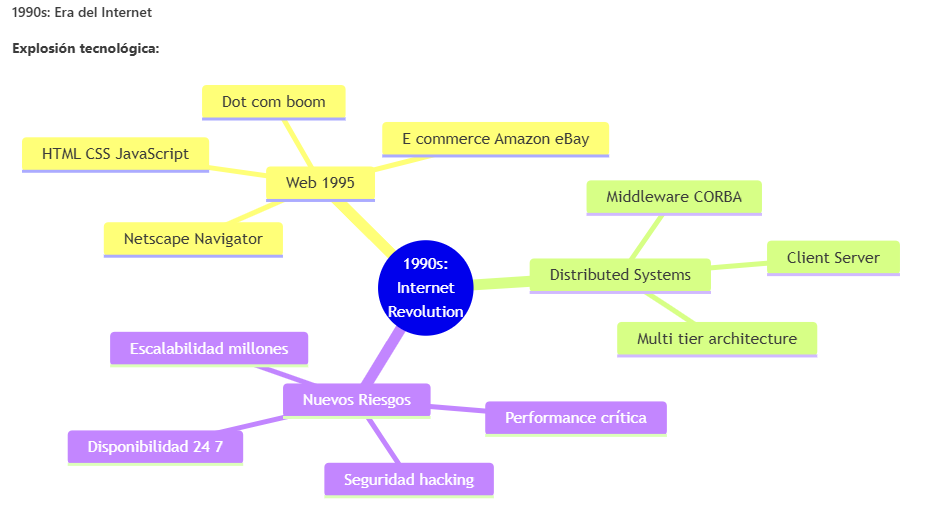 1990s: Era del Internet
Explosión tecnológica:
Dot com boom
E commerce Amazon eBay
HTML CSS JavaScript
Web 1995
Netscape Navigator
Middleware CORBA
Client Server
Distributed Systems
Multi tier architecture
1990s:
Internet
Revolution
Escalabilidad millones
Nuevos Riesgos
Performance crítica
Disponibilidad 24 7
Seguridad hacking